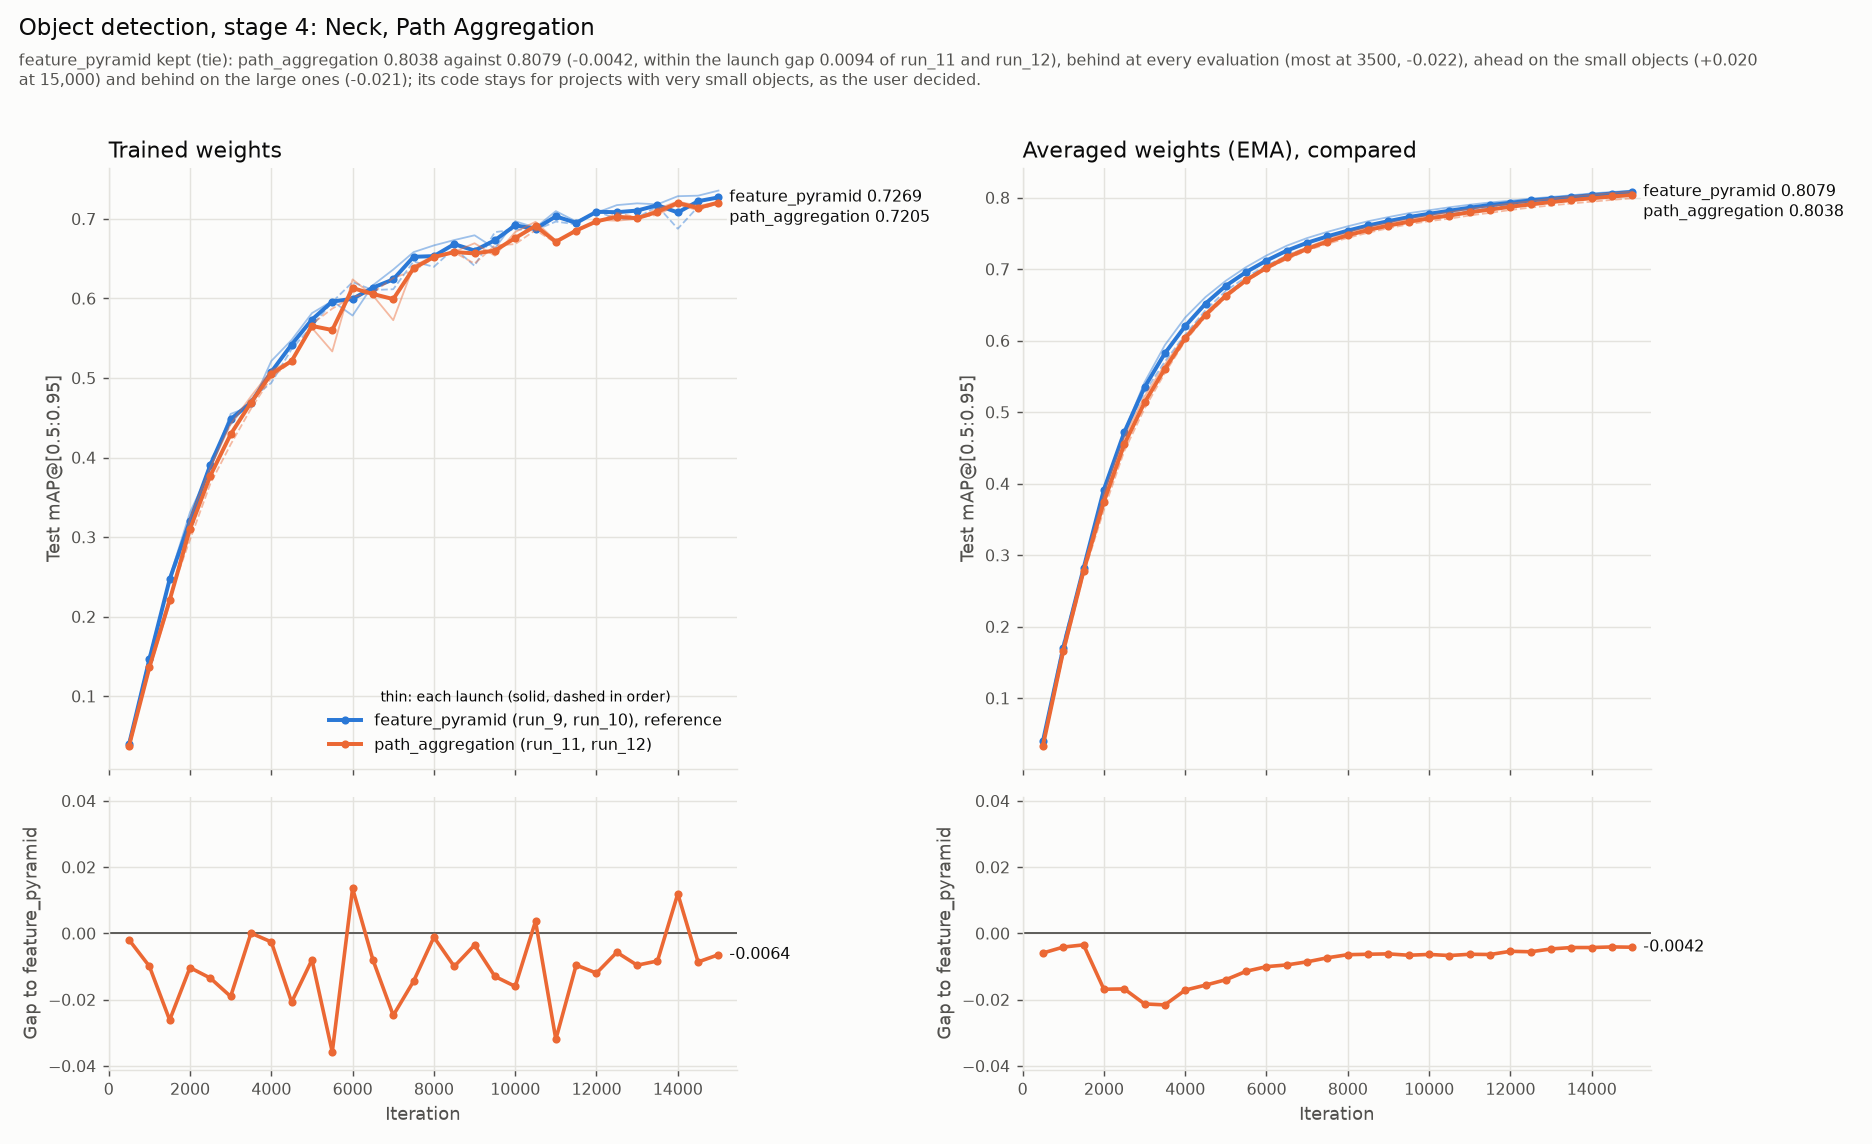 Object detection, stage 4: Neck, Path Aggregation
feature_pyramid kept (tie): path_aggregation 0.8038 against 0.8079 (-0.0042, within the launch gap 0.0094 of run_11 and run_12), behind at every evaluation (most at 3500, -0.022), ahead on the small objects (+0.020
at 15,000) and behind on the large ones (-0.021); its code stays for projects with very small objects, as the user decided.
Trained weights
Test mAP@[0.5:0.95]
0.7
0.6
0.5
0.4
0.3
0.2
0.1
feature_pyramid 0.7269
path_aggregation 0.7205
thin: each launch (solid, dashed in order)
feature_pyramid (run_9, run_10), reference
path_aggregation (run_11, run_12)
Gap to feature_pyramid
0.04
0.02
0.00
−0.02
−0.04
-0.0064
0
2000
4000
6000
8000
10000
12000
14000
Iteration
Averaged weights (EMA), compared
Test mAP@[0.5:0.95]
0.8
0.7
0.6
0.5
0.4
0.3
0.2
0.1
feature_pyramid 0.8079
path_aggregation 0.8038
Gap to feature_pyramid
0.04
0.02
0.00
−0.02
−0.04
-0.0042
0
2000
4000
6000
8000
10000
12000
14000
Iteration